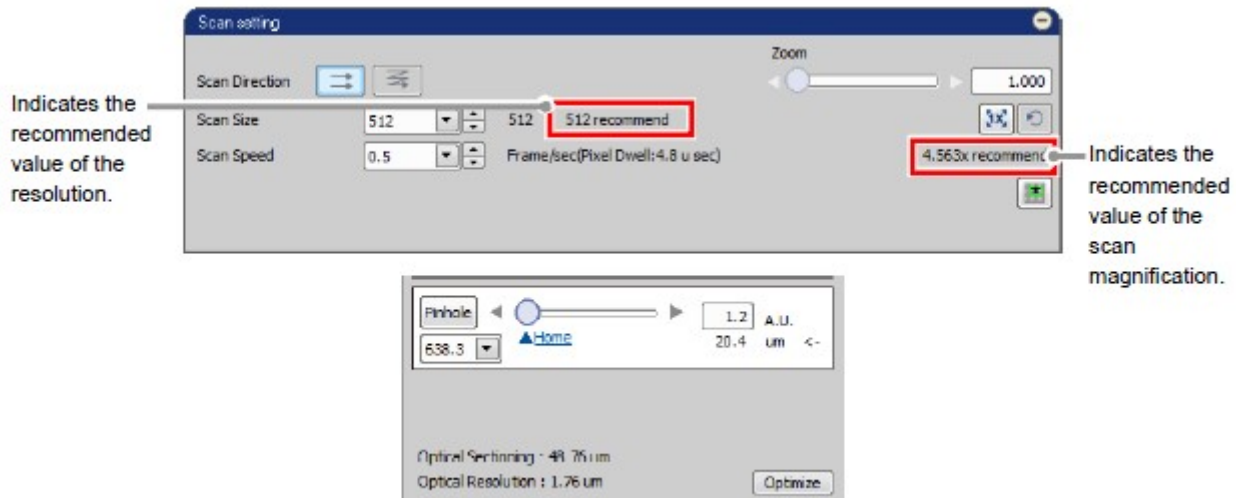 Scan setting
Zoom
Scan Direction
1.000
Scan Size 512 512 512 recommend
Scan Speed 0.5 Frame/sec(Pixel Dwell:4.8 u sec) 4.563x recommend
Indicates the
recommended
value of the
resolution.
Indicates the
recommended
value of the
scan
magnification.
Pinhole 1.2 A.U.
638.3 Home 20.4 um <-
Optical Sectioning : 48.76 um
Optical Resolution : 1.76 um Optimize